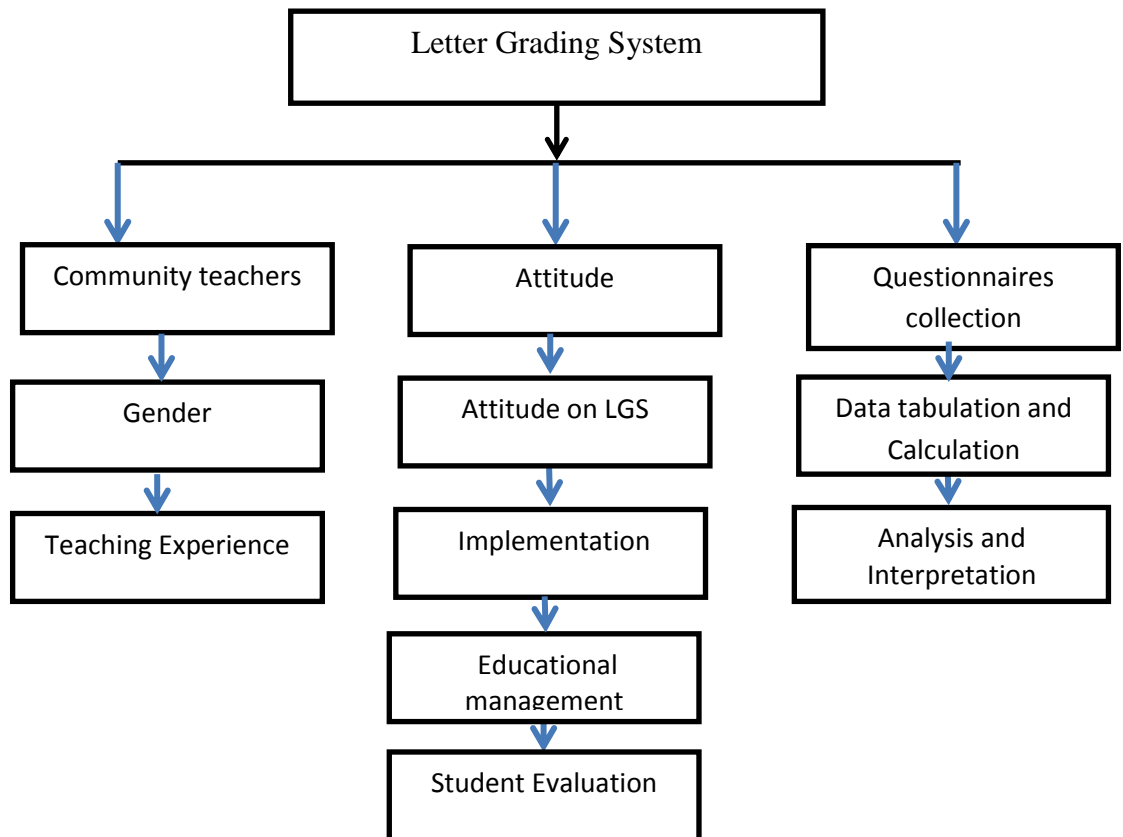 Letter Grading System
Community teachers
Attitude
Questionnaires
collection
Gender
Attitude on LGS
Data tabulation and
Calculation
Teaching Experience
Implementation
Analysis and
Interpretation
Educational
management
Student Evaluation